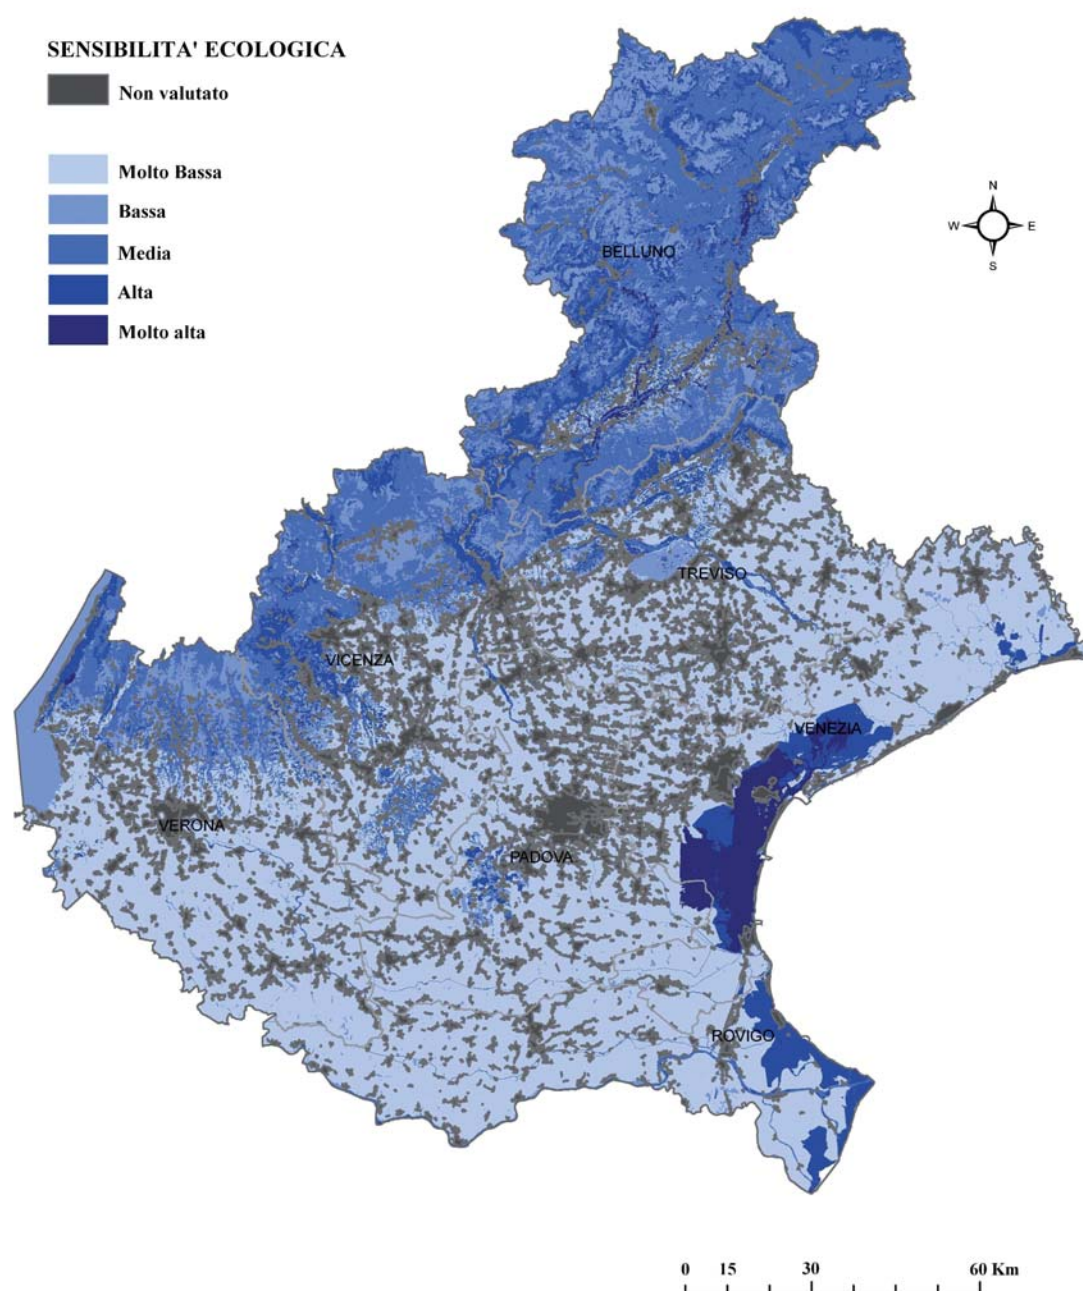 SENSIBILITA' ECOLOGICA
Non valutato
Molto Bassa
Bassa
Media
Alta
Molto alta
N
W E
S
BELLUNO
TREVISO
VICENZA
VENEZIA
VERONA
PADOVA
ROVIGO
0 15 30 60 Km